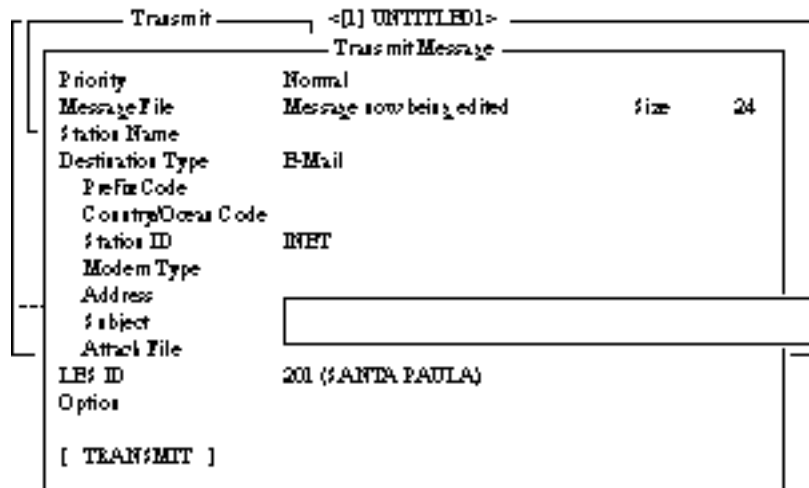 Transmit <[1] UNTITLED1>
Transmit Message
Priority Normal
Message File Message now being edited Size 24
Station Name
Destination Type E-Mail
Prefix Code
Country/Ocean Code
Station ID INET
Modem Type
Address
Subject
Attach File
LES ID 201 (SANTA PAULA)
Option
[ TRANSMIT ]